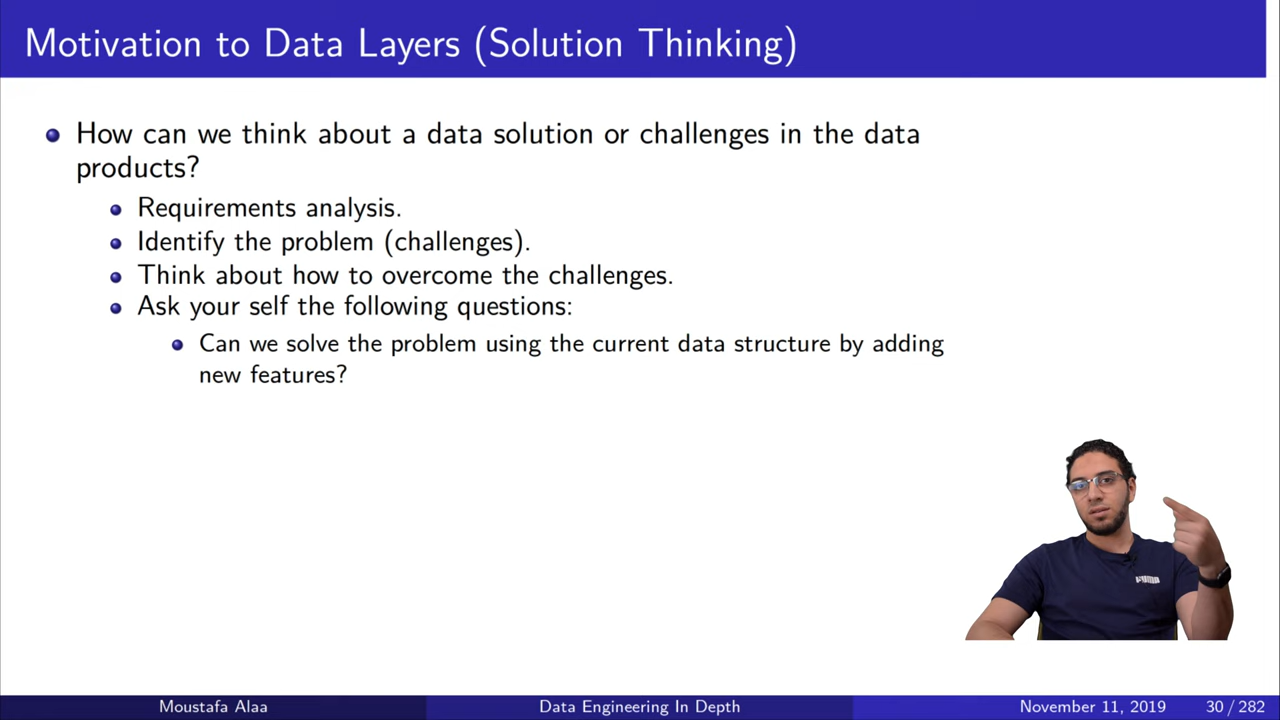 Motivation to Data Layers (Solution Thinking)
How can we think about a data solution or challenges in the data
products?
Requirements analysis.
Identify the problem (challenges).
Think about how to overcome the challenges.
Ask your self the following questions:
Can we solve the problem using the current data structure by adding
new features?
PUMA
Moustafa Alaa
Data Engineering In Depth
November 11, 2019
30 / 282